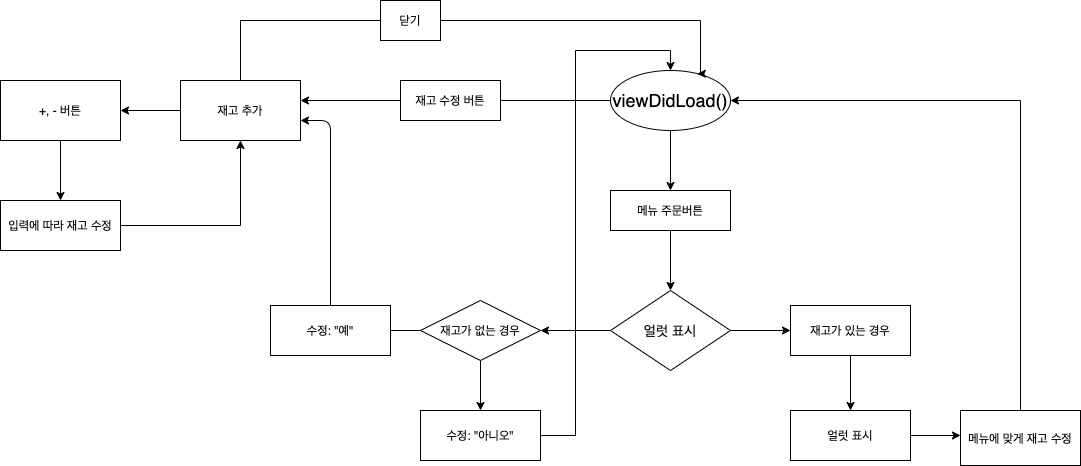 닫기
+, - 버튼
재고 추가
재고 수정 버튼
viewDidLoad()
입력에 따라 재고 수정
메뉴 주문버튼
수정: "예"
재고가 없는 경우
얼럿 표시
재고가 있는 경우
수정: "아니오"
얼럿 표시
메뉴에 맞게 재고 수정